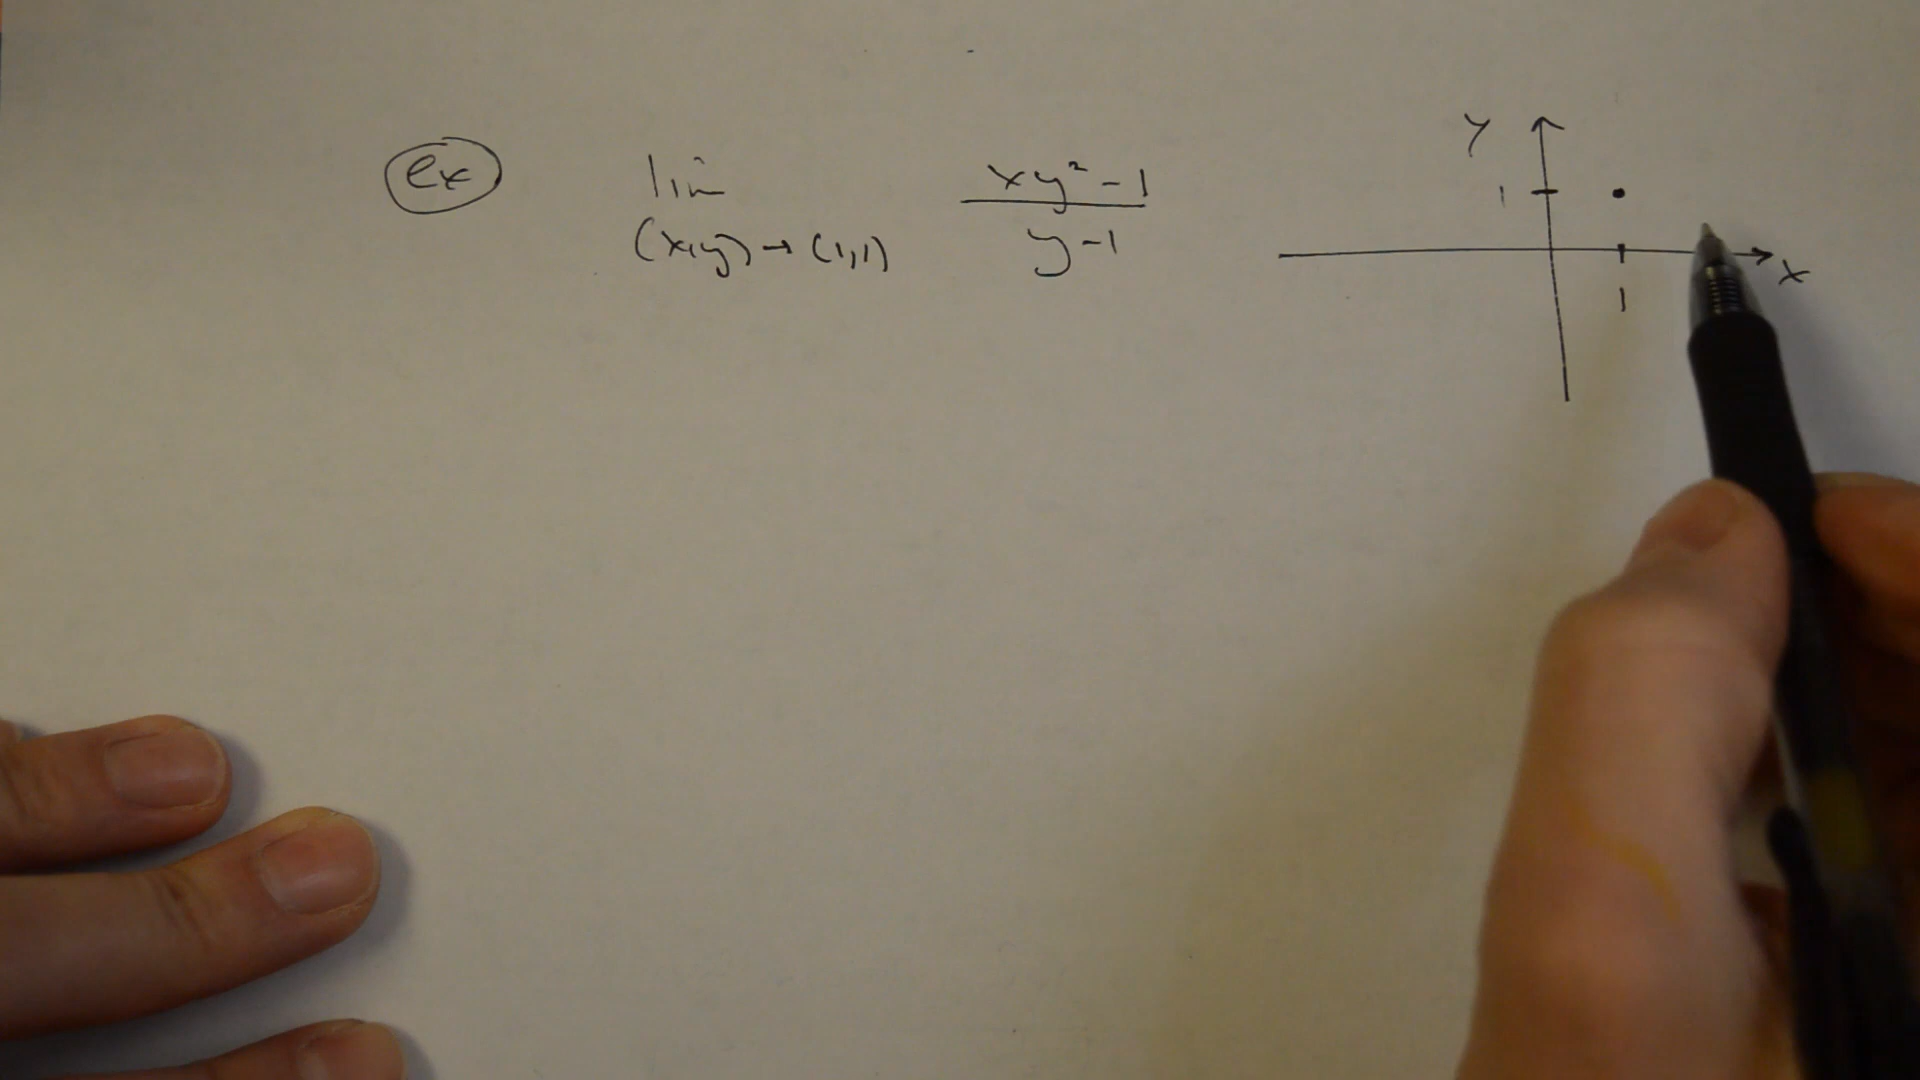 ex lim xy² - 1
(x,y) → (1,1) y - 1
y
1
x
1